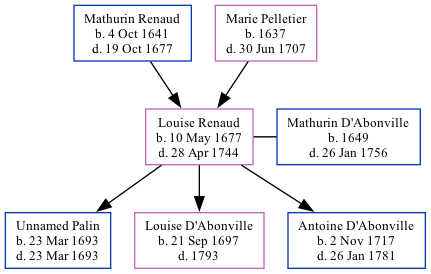 Mathurin Renaud
b. 4 Oct 1641
d. 19 Oct 1677
Marie Pelletier
b. 1637
d. 30 Jun 1707
Louise Renaud
b. 10 May 1677
d. 28 Apr 1744
Mathurin D'Abonville
b. 1649
d. 26 Jan 1756
Unnamed Palin
b. 23 Mar 1693
d. 23 Mar 1693
Louise D'Abonville
b. 21 Sep 1697
d. 1793
Antoine D'Abonville
b. 2 Nov 1717
d. 26 Jan 1781